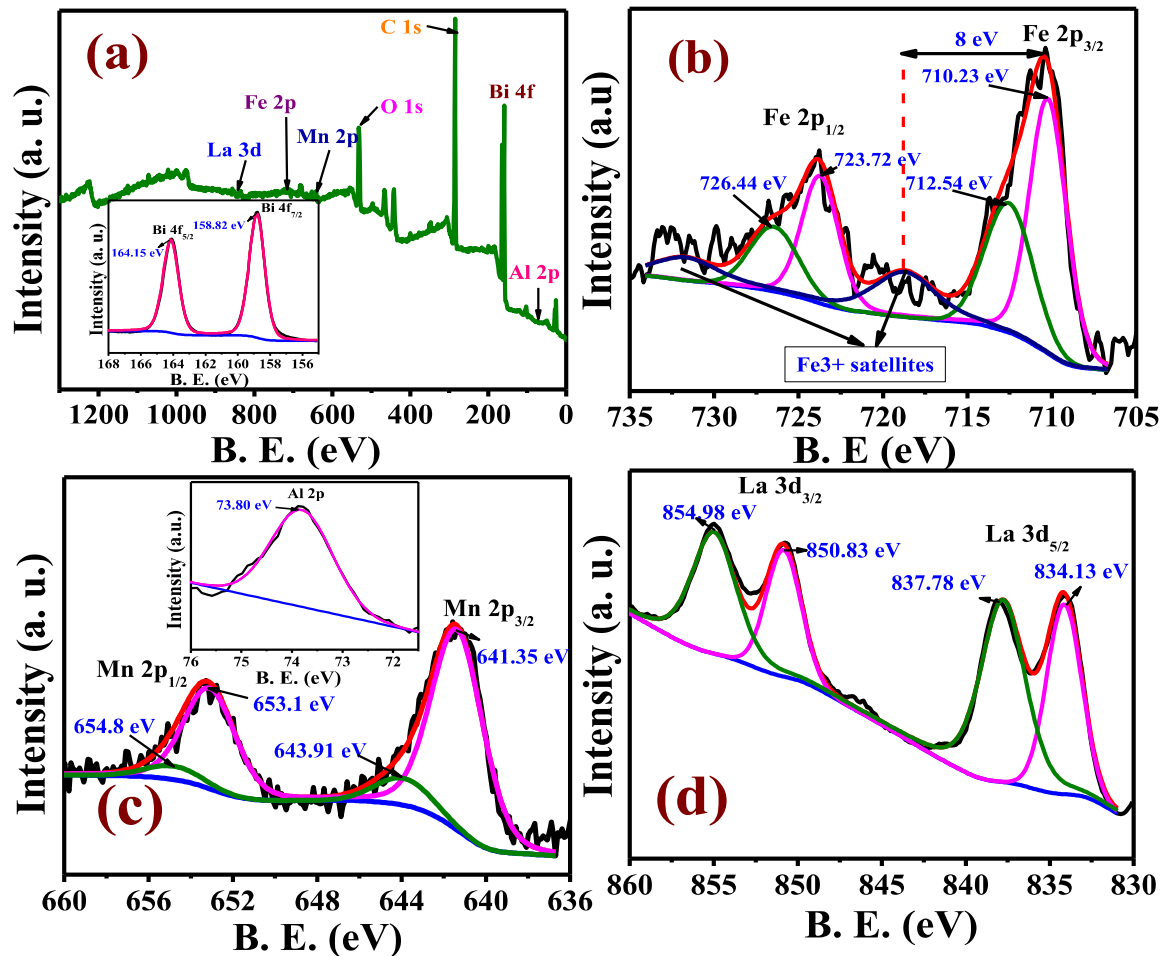 (a)
C 1s
Bi 4f
O 1s
Fe 2p
Mn 2p
La 3d
Al 2p
Intensity (a. u.)
1200 1000 800 600 400 200 0
B. E. (eV)
Bi 4f7/2
158.82 eV
Bi 4f5/2
164.15 eV
Intensity (a. u.)
168 166 164 162 160 158 156
B. E. (eV)
(b)
8 eV
Fe 2p3/2
710.23 eV
Fe 2p1/2
723.72 eV
726.44 eV
712.54 eV
Fe3+ satellites
Intensity (a.u)
735 730 725 720 715 710 705
B. E (eV)
(c)
Al 2p
73.80 eV
Intensity (a.u.)
76 75 74 73 72
B. E. (eV)
Mn 2p3/2
641.35 eV
Mn 2p1/2
653.1 eV
654.8 eV
643.91 eV
Intensity (a. u.)
660 656 652 648 644 640 636
B. E. (eV)
(d)
La 3d3/2
854.98 eV
850.83 eV
La 3d5/2
837.78 eV
834.13 eV
Intensity (a. u.)
860 855 850 845 840 835 830
B. E. (eV)